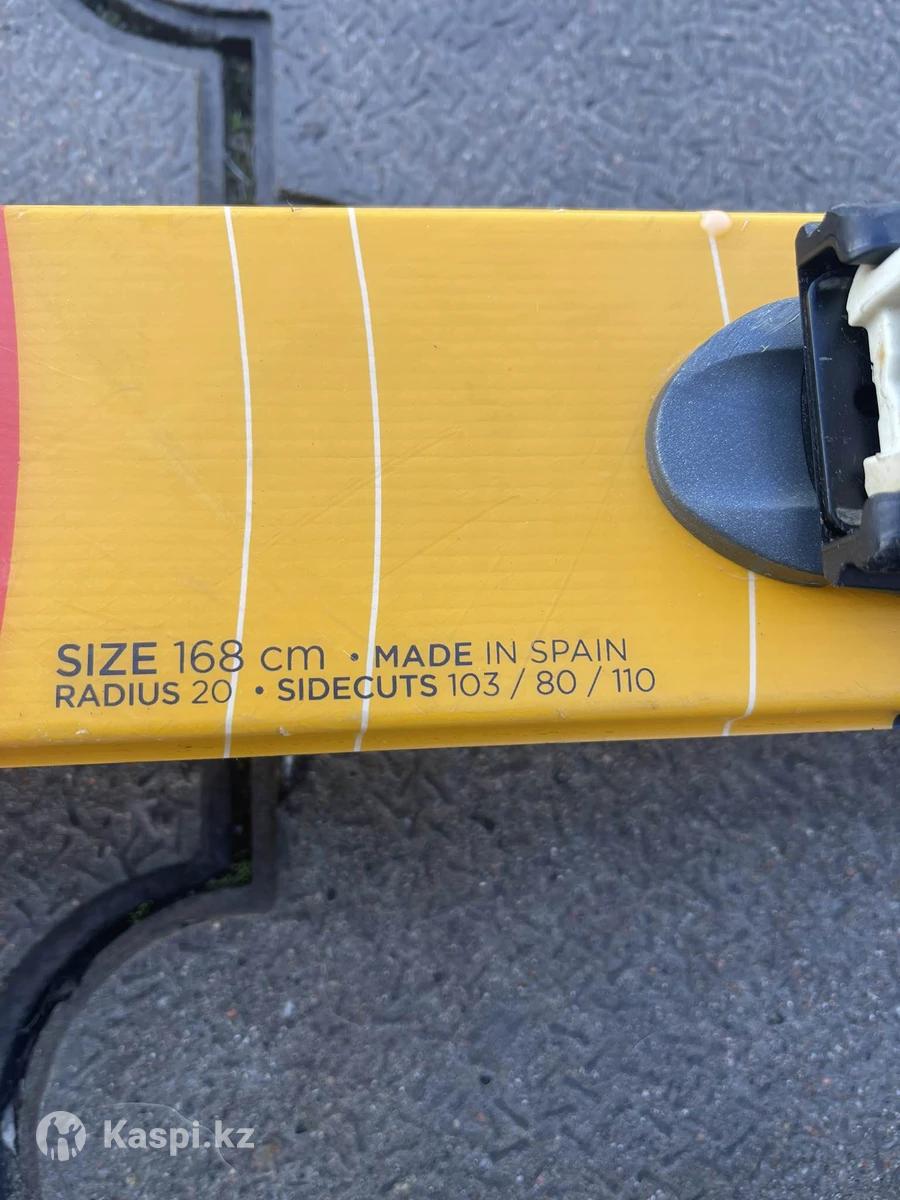 SIZE 168 cm • MADE IN SPAIN
RADIUS 20 • SIDECUTS 103 / 80 / 110
Kaspi.kz